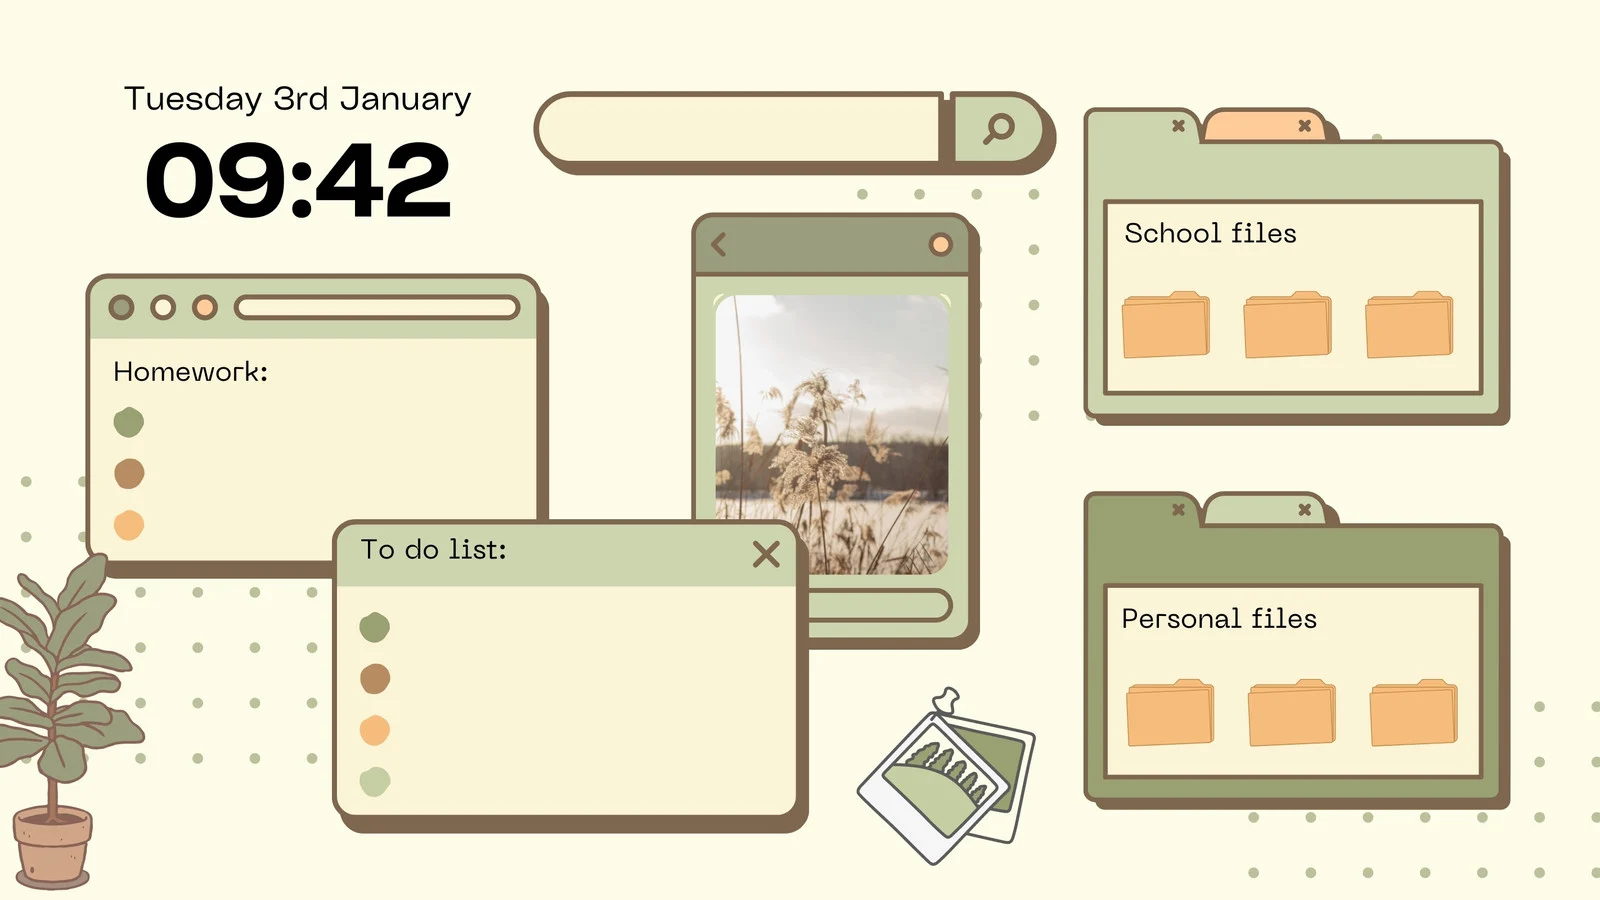 Tuesday 3rd January
09:42
Homework:
To do list:
School files
Personal files